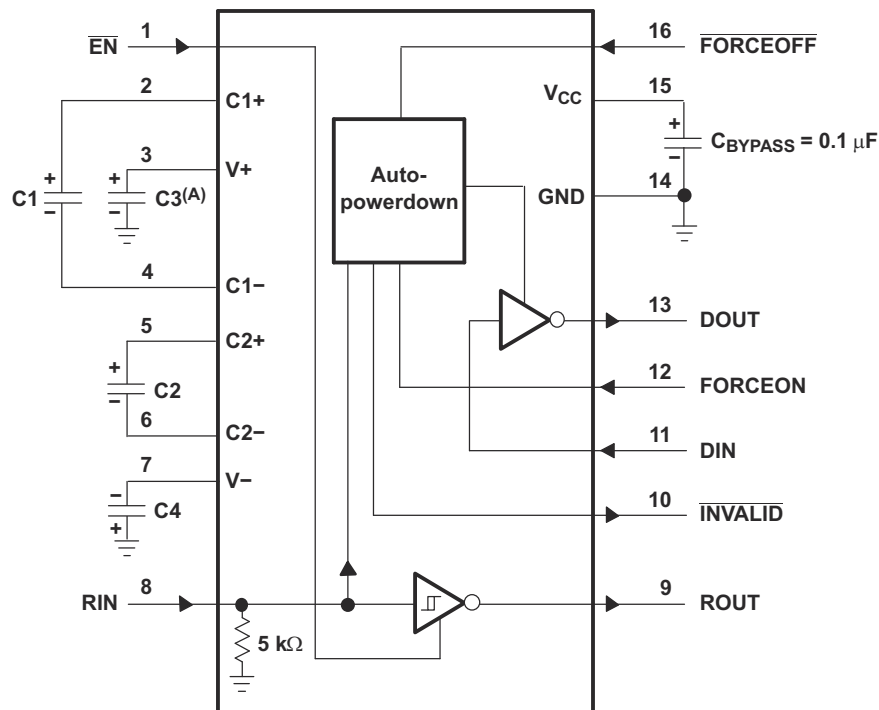 1
EN
2
C1+
3
V+
C1
+
−
+
−
C3(A)
4
C1−
5
C2+
+
−
C2
6
C2−
7
V−
−
+
C4
8
RIN
5 kΩ
Auto-
powerdown
16
FORCEOFF
15
VCC
+
−
CBYPASS = 0.1 µF
14
GND
13
DOUT
12
FORCEON
11
DIN
10
INVALID
9
ROUT